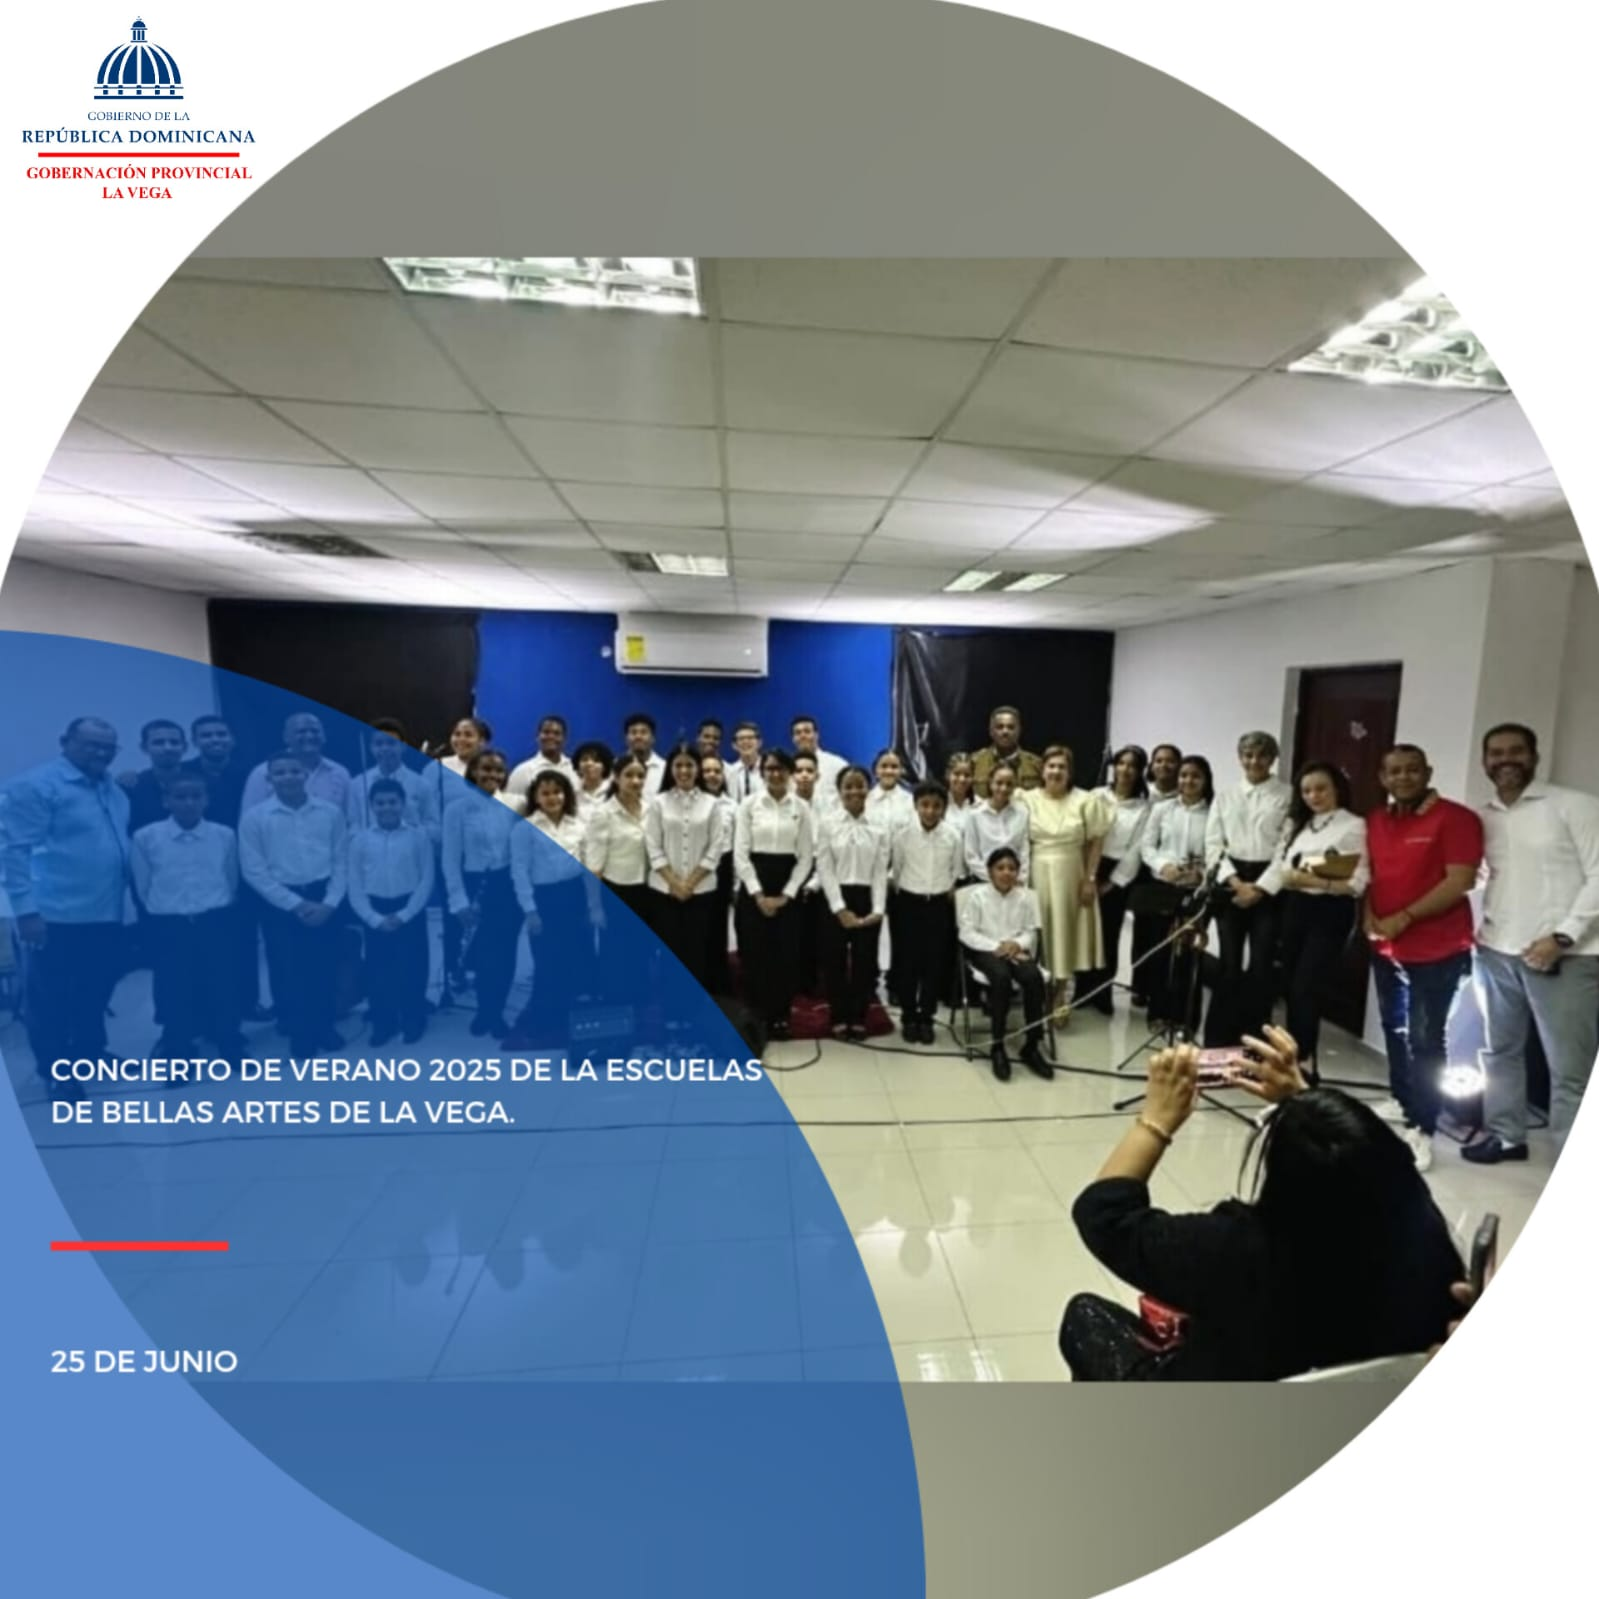 GOBIERNO DE LA
REPÚBLICA DOMINICANA
GOBERNACIÓN PROVINCIAL
LA VEGA
CONCIERTO DE VERANO 2025 DE LA ESCUELAS
DE BELLAS ARTES DE LA VEGA.
25 DE JUNIO